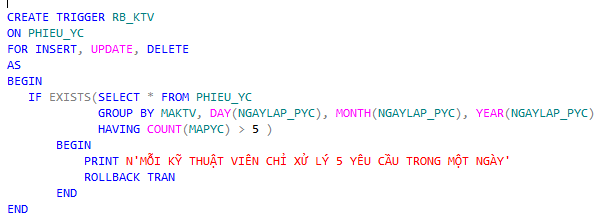 CREATE TRIGGER RB_KTV
ON PHIEU_YC
FOR INSERT, UPDATE, DELETE
AS
BEGIN
IF EXISTS(SELECT * FROM PHIEU_YC
GROUP BY MAKTV, DAY(NGAYLAP_PYC), MONTH(NGAYLAP_PYC), YEAR(NGAYLAP_PYC)
HAVING COUNT(MAPYC) > 5 )
BEGIN
PRINT N'MỖI KỸ THUẬT VIÊN CHỈ XỬ LÝ 5 YÊU CẦU TRONG MỘT NGÀY'
ROLLBACK TRAN
END
END